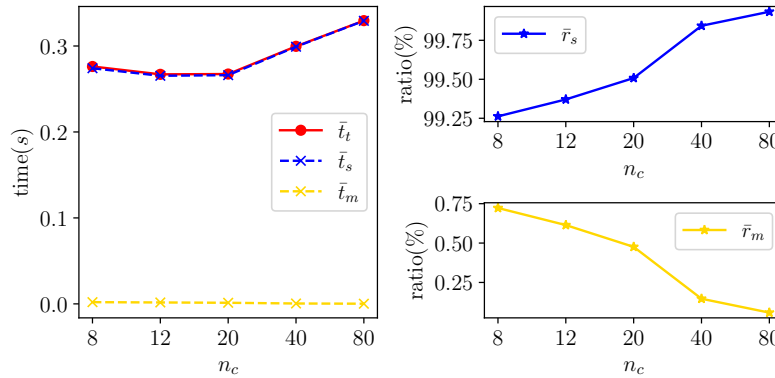 0.3
0.2
0.1
0.0
time(s)
8 12 20 40 80
n_c
t̄_t
t̄_s
t̄_m
99.75
99.50
99.25
ratio(%)
r̄_s
8 12 20 40 80
n_c
0.75
0.50
0.25
ratio(%)
r̄_m
8 12 20 40 80
n_c